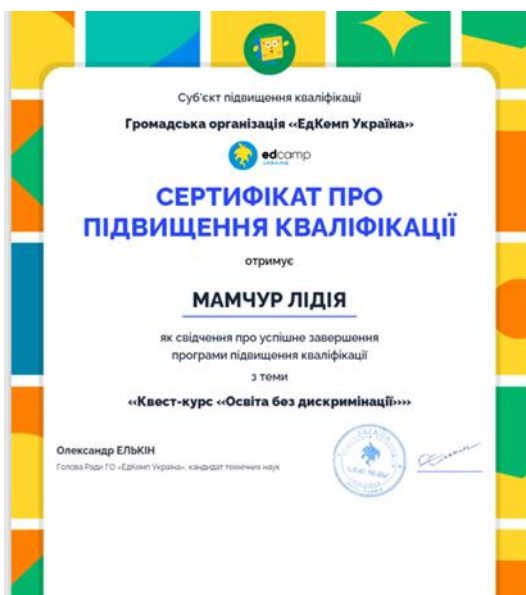 Суб'єкт підвищення кваліфікації
Громадська організація «ЕдКемп Україна»
edcamp
UKRAINE
СЕРТИФІКАТ ПРО
ПІДВИЩЕННЯ КВАЛІФІКАЦІЇ
отримує
МАМЧУР ЛІДІЯ
як свідчення про успішне завершення
програми підвищення кваліфікації
з теми
«Квест-курс «Освіта без дискримінації»»
Олександр ЕЛЬКІН
Голова Ради ГО «ЕдКемп Україна», кандидат технічних наук